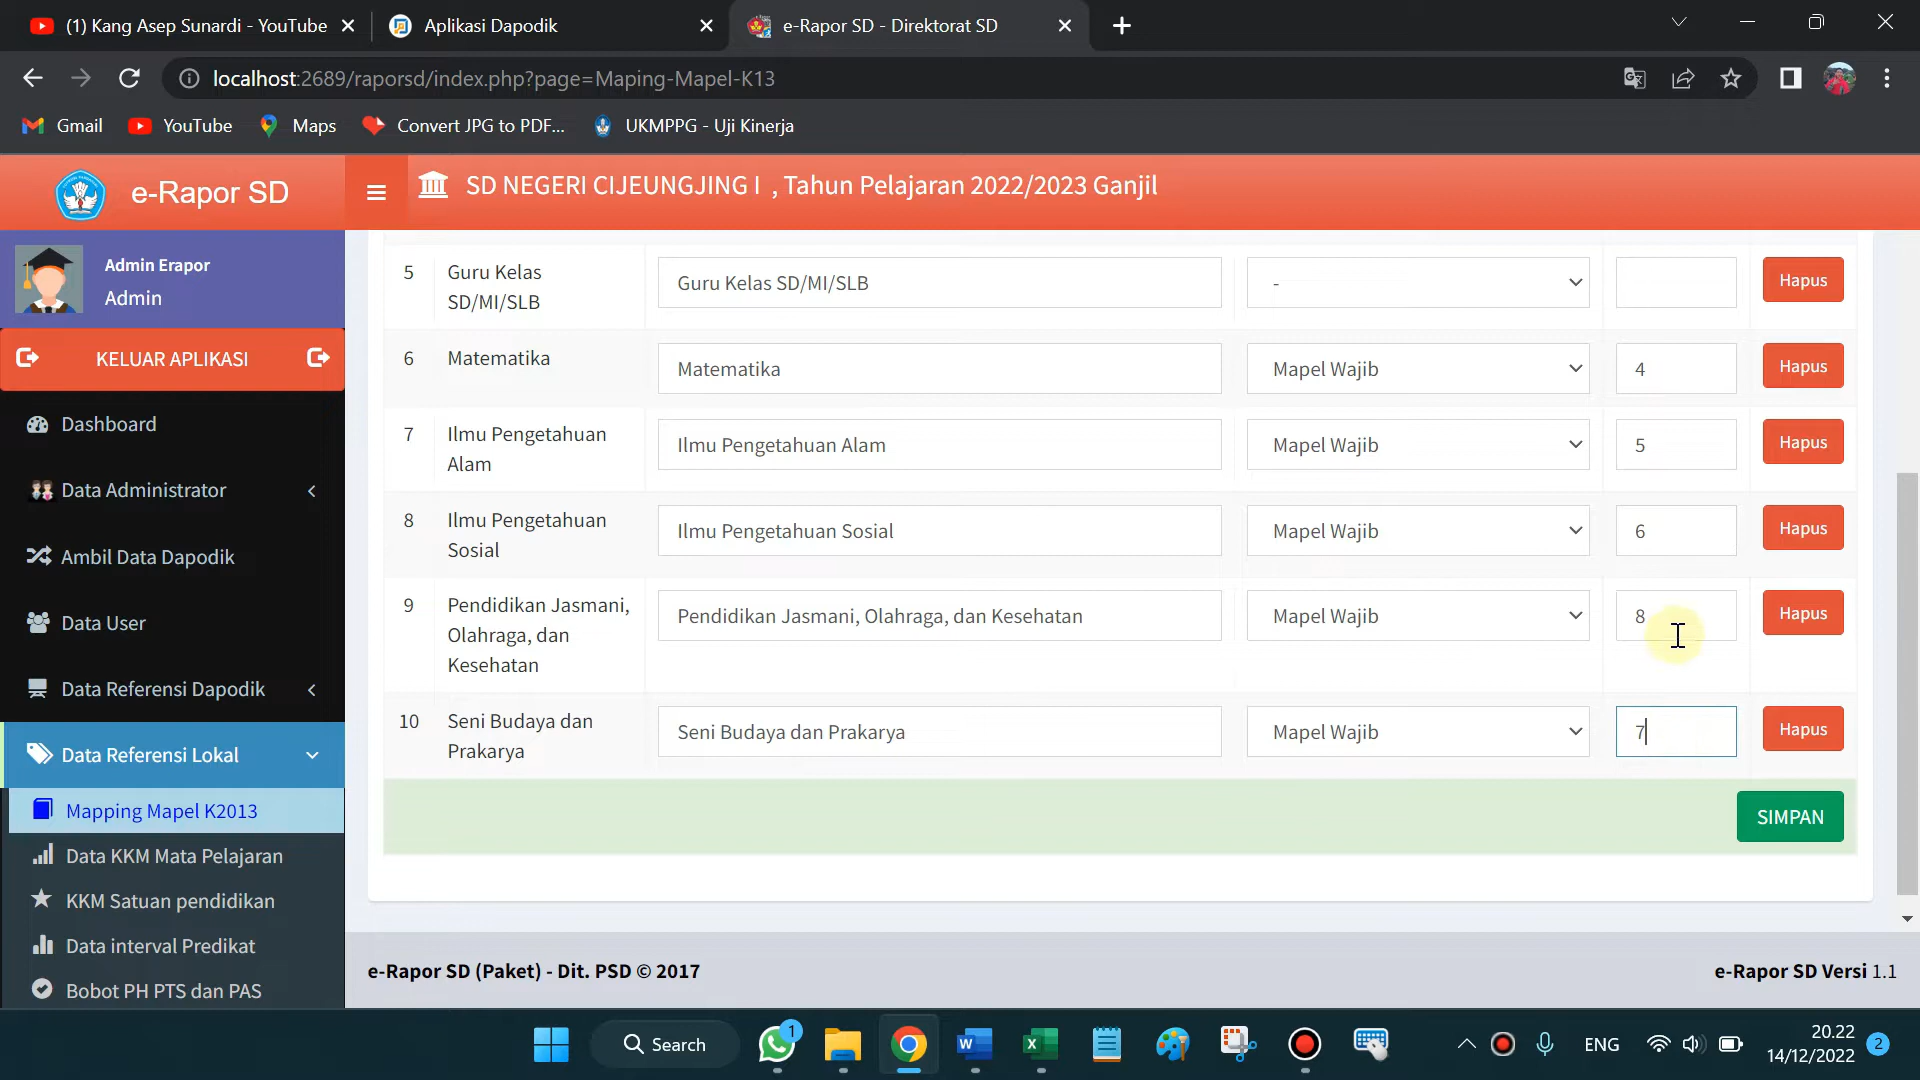 (1) Kang Asep Sunardi - YouTube
Aplikasi Dapodik
e-Rapor SD - Direktorat SD
localhost:2689/raporsd/index.php?page=Maping-Mapel-K13
Gmail
YouTube
Maps
Convert JPG to PDF...
UKMPPG - Uji Kinerja
e-Rapor SD
SD NEGERI CIJEUNGJING I , Tahun Pelajaran 2022/2023 Ganjil
Admin Erapor
Admin
KELUAR APLIKASI
Dashboard
Data Administrator
Ambil Data Dapodik
Data User
Data Referensi Dapodik
Data Referensi Lokal
Mapping Mapel K2013
Data KKM Mata Pelajaran
KKM Satuan pendidikan
Data interval Predikat
Bobot PH PTS dan PAS
5 Guru Kelas Guru Kelas SD/MI/SLB - Hapus
SD/MI/SLB
6 Matematika Matematika Mapel Wajib 4 Hapus
7 Ilmu Pengetahuan Ilmu Pengetahuan Alam Mapel Wajib 5 Hapus
Alam
8 Ilmu Pengetahuan Ilmu Pengetahuan Sosial Mapel Wajib 6 Hapus
Sosial
9 Pendidikan Jasmani, Pendidikan Jasmani, Olahraga, dan Kesehatan Mapel Wajib 8 Hapus
Olahraga, dan
Kesehatan
10 Seni Budaya dan Seni Budaya dan Prakarya Mapel Wajib 7 Hapus
Prakarya
SIMPAN
e-Rapor SD (Paket) - Dit. PSD © 2017
e-Rapor SD Versi 1.1
Search
1
ENG
20.22
14/12/2022
2